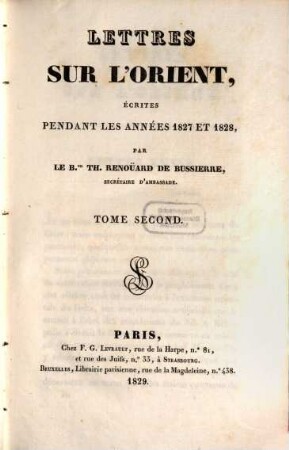 LETTRES
SUR L'ORIENT,
ÉCRITES
PENDANT LES ANNÉES 1827 ET 1828,
PAR
LE B.on TH. RENOÜARD DE BUSSIERRE,
SECRÉTAIRE D'AMBASSADE.
TOME SECOND.
PARIS,
Chez F. G. LEVRAULT, rue de la Harpe, n.° 81,
et rue des Juifs, n.° 33, à STRASBOURG.
BRUXELLES, Librairie parisienne, rue de la Magdeleine, n.° 438.
1829.